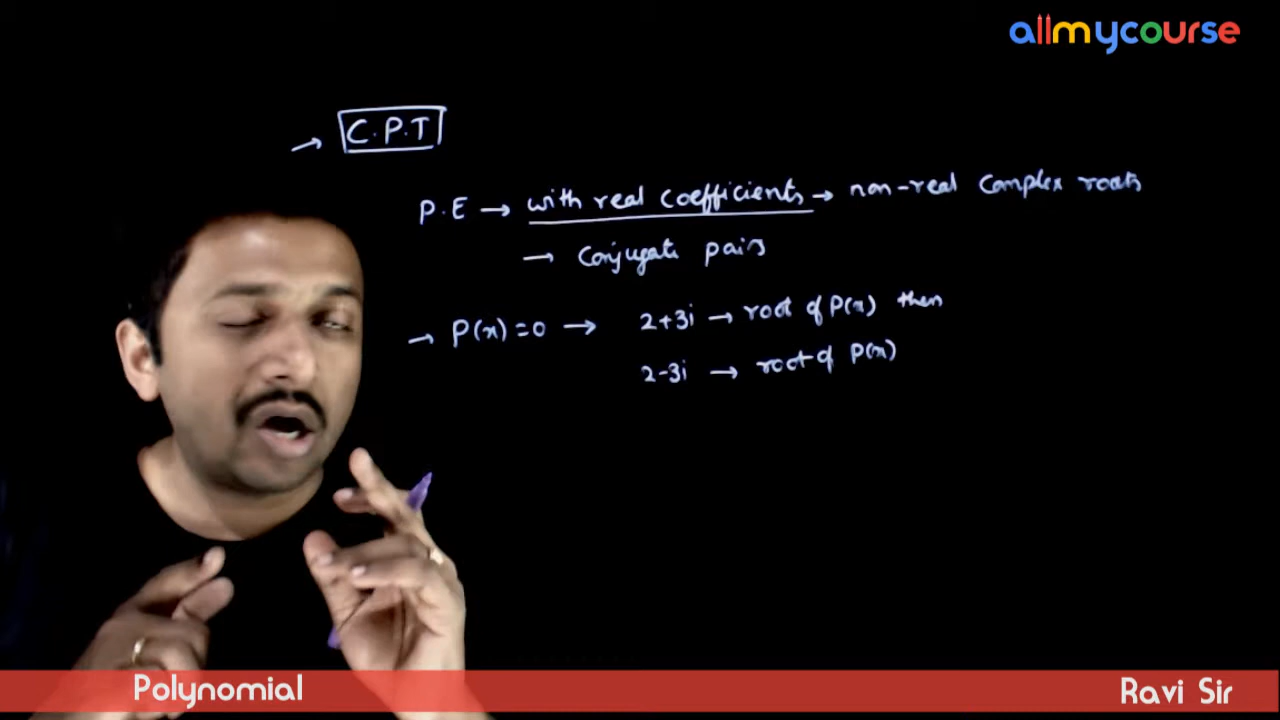 allmycourse
→ C.P.T
P.E → with real coefficients → non-real complex roots
→ Conjugate pairs
→ P(x) = 0 → 2+3i → root of P(x) then
2-3i → root of P(x)
Polynomial
Ravi Sir